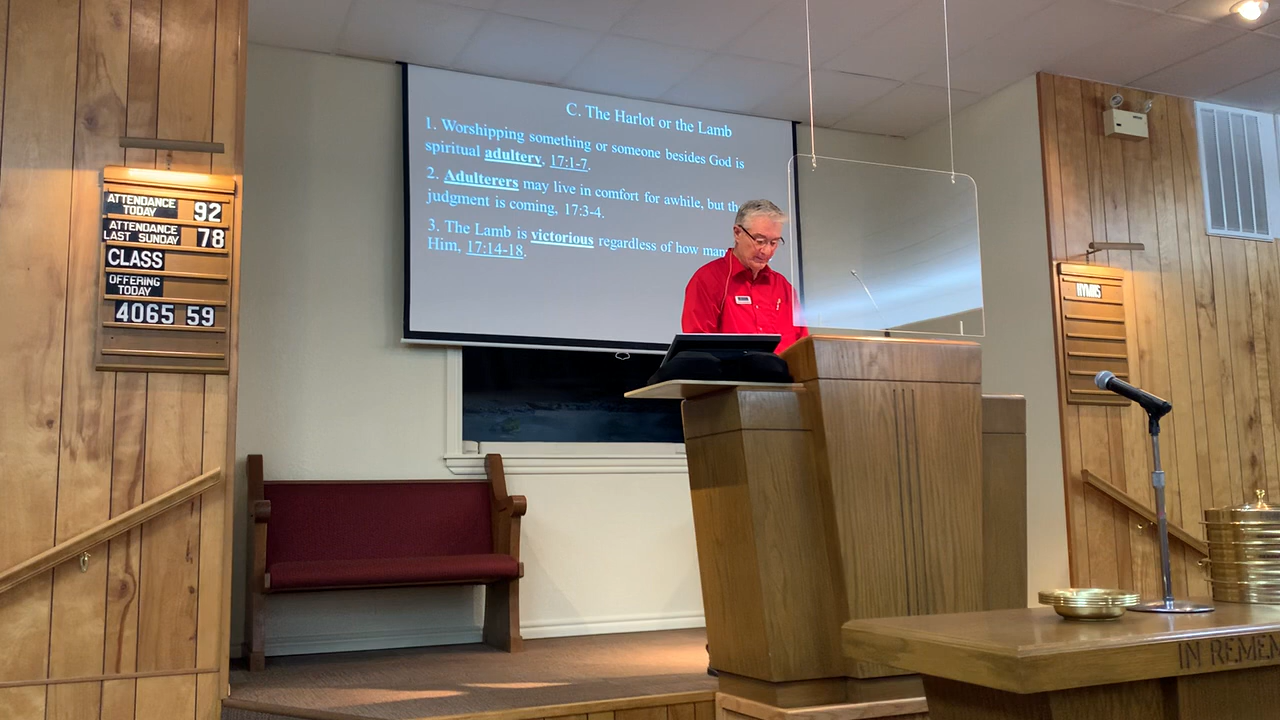 ATTENDANCE
TODAY 92
ATTENDANCE
LAST SUNDAY 78
CLASS
OFFERING
TODAY
4065 59
C. The Harlot or the Lamb
1. Worshipping something or someone besides God is
spiritual adultery, 17:1-7.
2. Adulterers may live in comfort for awhile, but
judgment is coming, 17:3-4.
3. The Lamb is victorious regardless of how
Him, 17:14-18.
HYMNS
IN